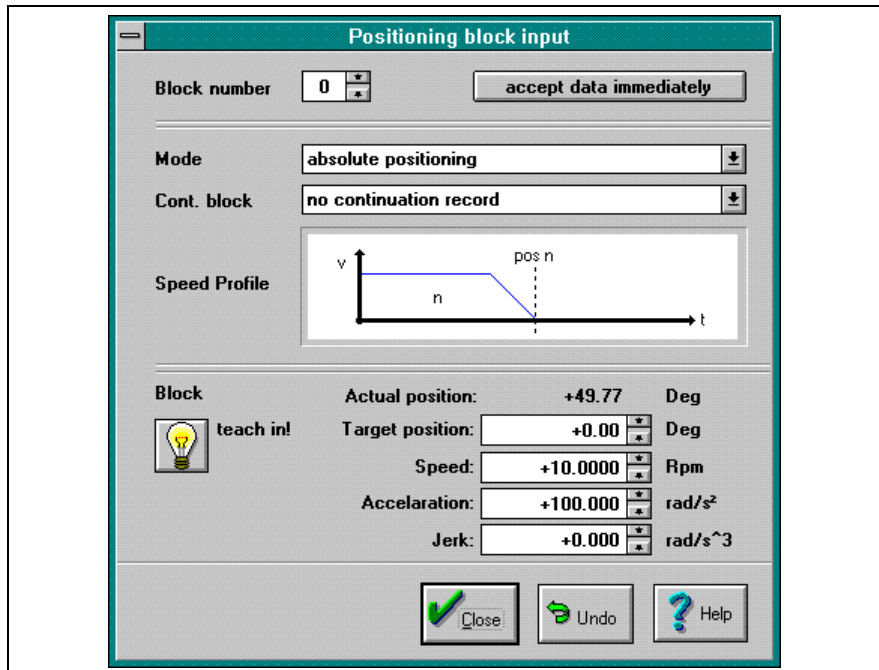 Positioning block input
Block number 0 accept data immediately
Mode absolute positioning
Cont. block no continuation record
Speed Profile v pos n n t
Block Actual position: +49.77 Deg
teach in! Target position: +0.00 Deg
Speed: +10.0000 Rpm
Accelaration: +100.000 rad/s²
Jerk: +0.000 rad/s^3
Close Undo Help